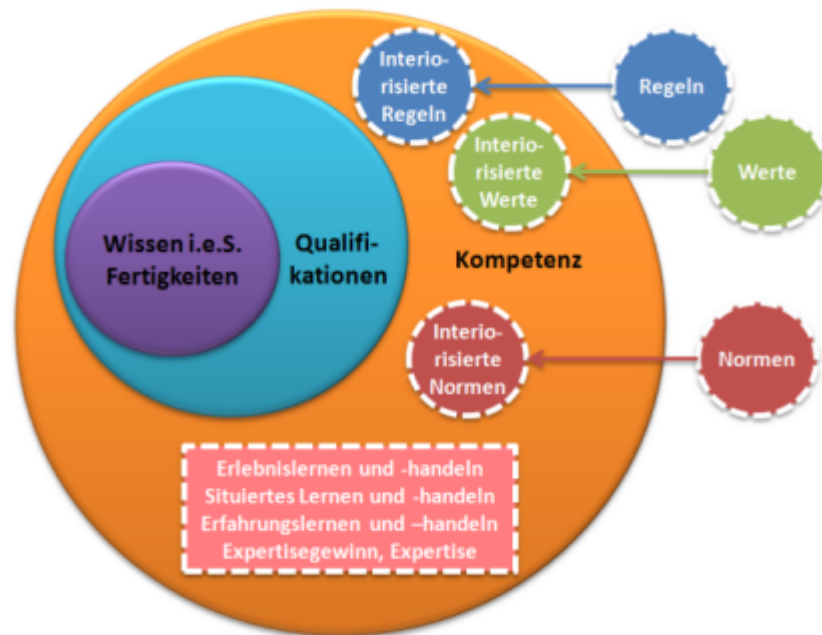 Interio-
risierte
Regeln
Regeln
Interio-
risierte
Werte
Werte
Wissen i.e.S.
Fertigkeiten
Qualifi-
kationen
Kompetenz
Interio-
risierte
Normen
Normen
Erlebnislernen und -handeln
Situiertes Lernen und -handeln
Erfahrungslernen und –handeln
Expertisegewinn, Expertise